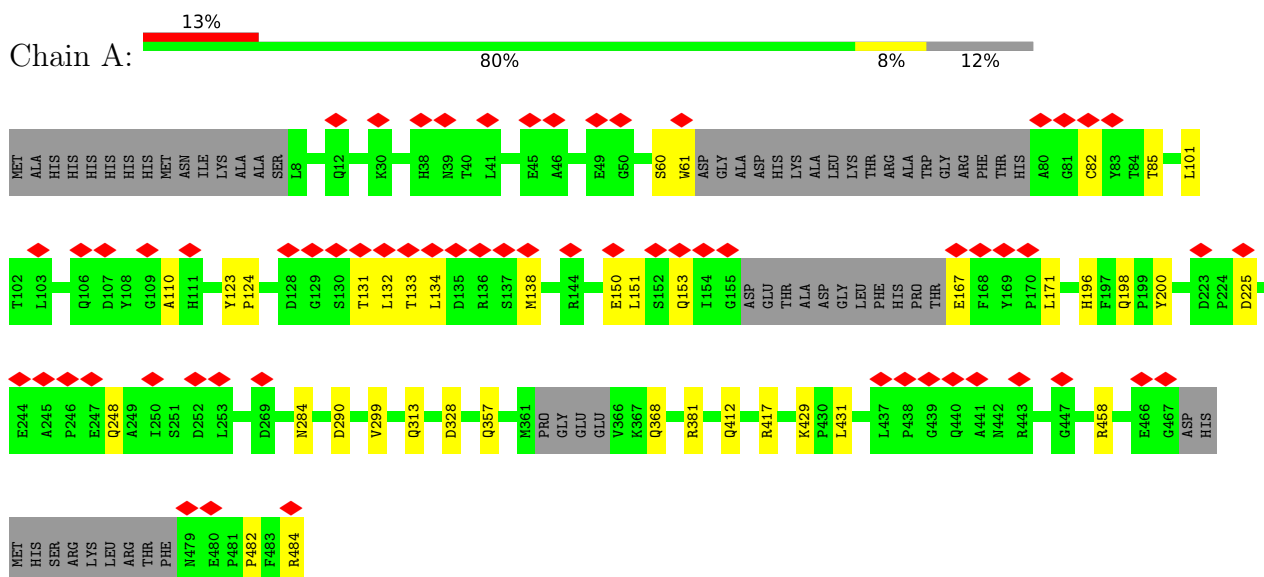 13%
Chain A:
80% 8% 12%
MET ALA HIS HIS HIS HIS HIS HIS MET ASN ILE LYS ALA ALA SER L8 Q12 K30 H38 N39 T40 L41 E45 A46 E49 G50 S60 W61 ASP GLY ALA ASP HIS LYS ALA LEU LYS THR ARG ALA TRP GLY ARG PHE THR HIS A80 G81 C82 Y83 T84 T85 L101
T102 L103 Q106 D107 Y108 G109 A110 H111 Y123 P124 D128 G129 S130 T131 L132 T133 L134 D135 R136 S137 M138 R144 E150 L151 S152 Q153 I154 G155 ASP GLU THR ALA ASP GLY LEU PHE HIS PRO THR E167 F168 Y169 P170 L171 H196 F197 Q198 P199 Y200 D223 P224 D225
E244 A245 P246 E247 Q248 A249 I250 S251 D252 L253 D269 N284 D290 V299 Q313 D328 Q357 M361 PRO GLY GLU GLU V366 K367 Q368 R381 Q412 R417 K429 P430 L431 L437 P438 G439 Q440 A441 N442 R443 G447 R458 E466 G467 ASP HIS
MET HIS SER ARG LYS LEU ARG THR PHE N479 E480 P481 P482 F483 R484